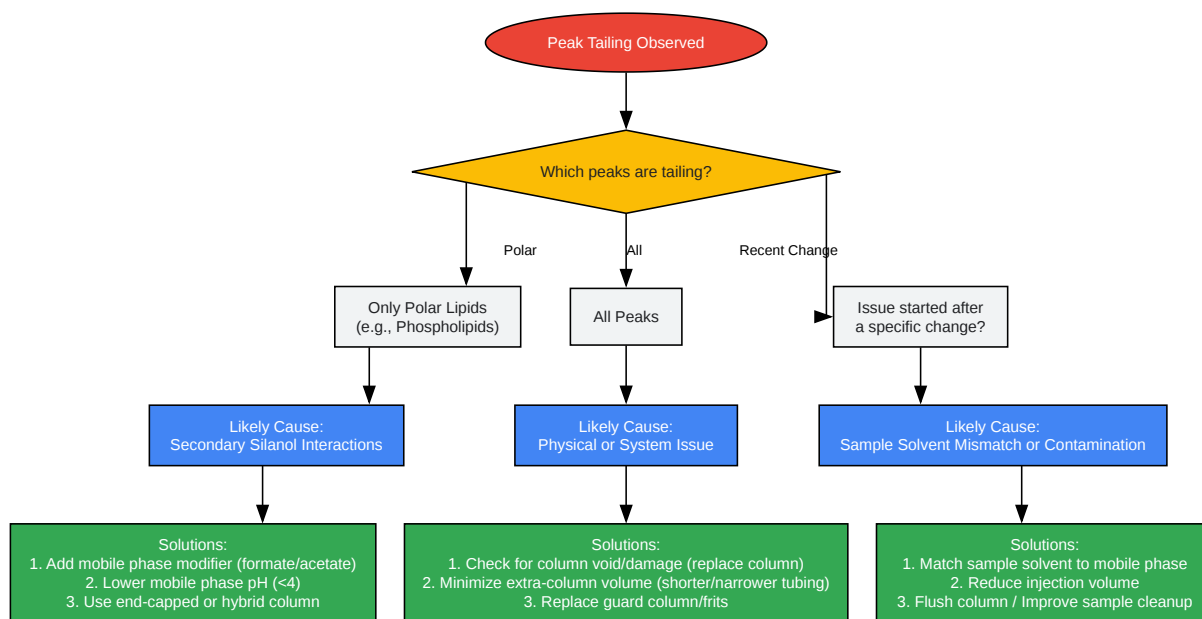 Peak Tailing Observed
Which peaks are tailing?
Polar
All
Recent Change
Only Polar Lipids
(e.g., Phospholipids)
All Peaks
Issue started after
a specific change?
Likely Cause:
Secondary Silanol Interactions
Likely Cause:
Physical or System Issue
Likely Cause:
Sample Solvent Mismatch or Contamination
Solutions:
1. Add mobile phase modifier (formate/acetate)
2. Lower mobile phase pH (<4)
3. Use end-capped or hybrid column
Solutions:
1. Check for column void/damage (replace column)
2. Minimize extra-column volume (shorter/narrower tubing)
3. Replace guard column/frits
Solutions:
1. Match sample solvent to mobile phase
2. Reduce injection volume
3. Flush column / Improve sample cleanup